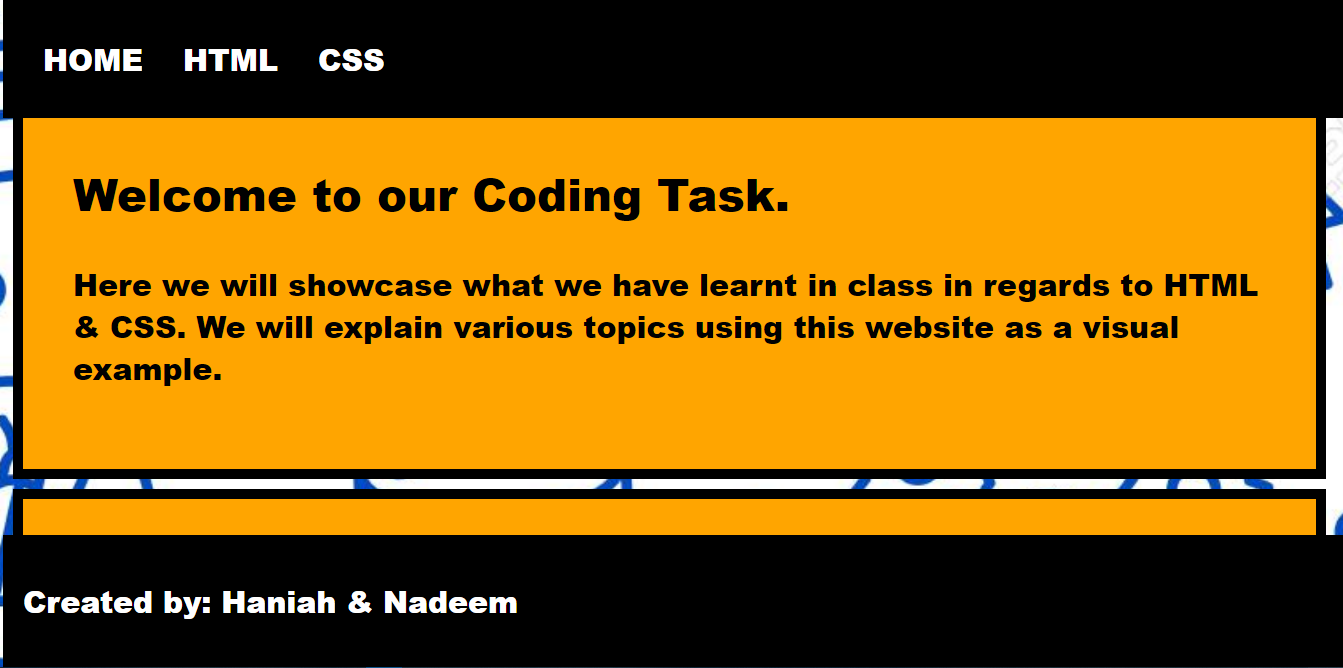 HOME HTML CSS
Welcome to our Coding Task.
Here we will showcase what we have learnt in class in regards to HTML
& CSS. We will explain various topics using this website as a visual
example.
Created by: Haniah & Nadeem